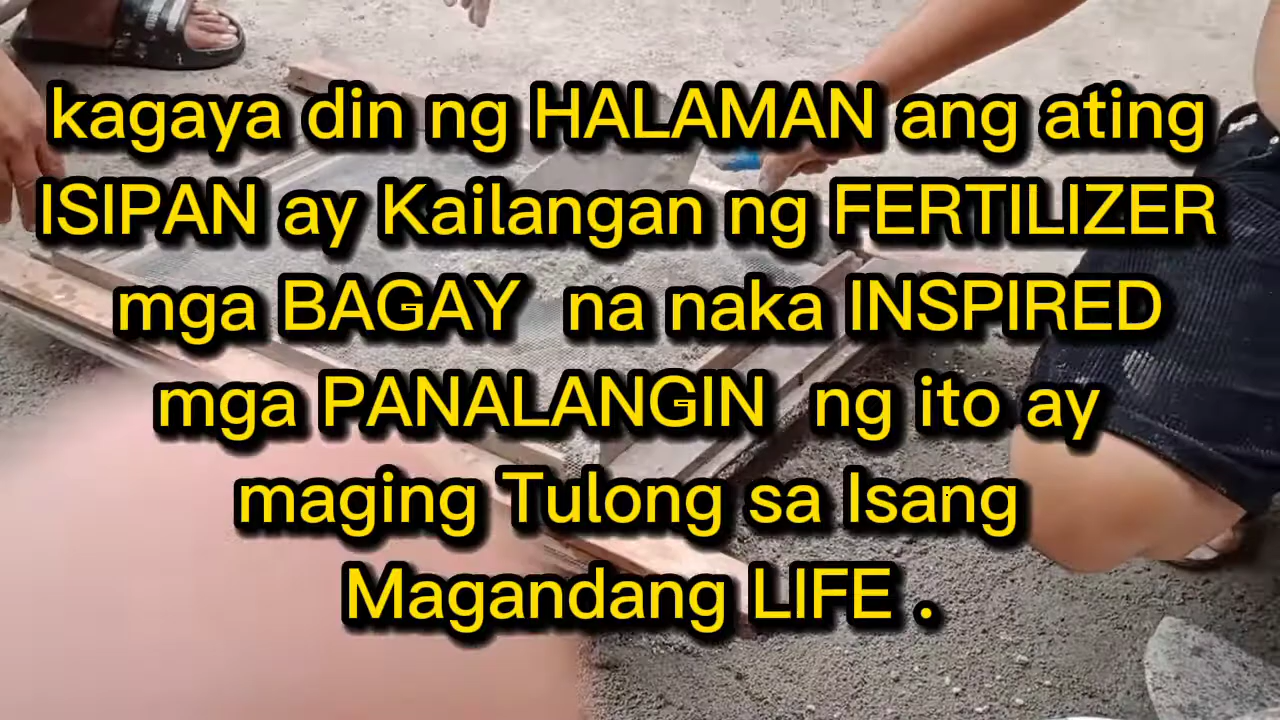 kagaya din ng HALAMAN ang ating
ISIPAN ay Kailangan ng FERTILIZER
mga BAGAY na naka INSPIRED
mga PANALANGIN ng ito ay
maging Tulong sa Isang
Magandang LIFE .